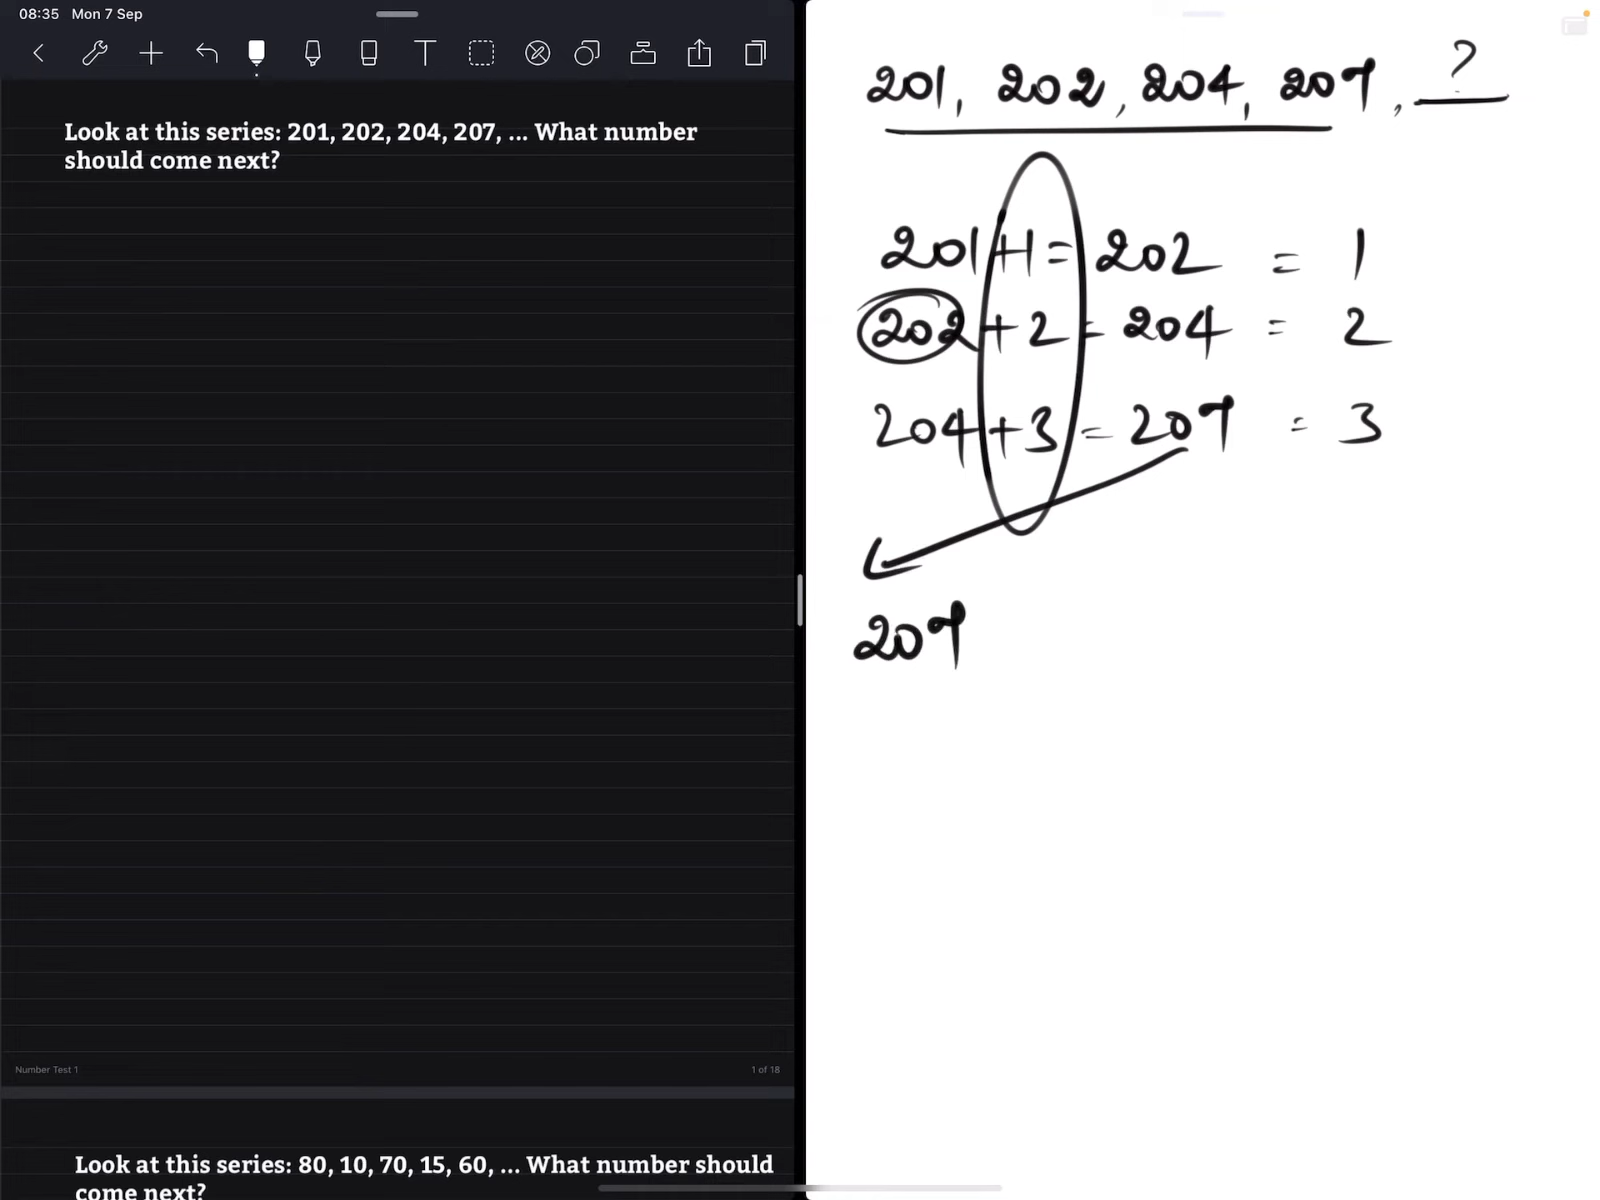 08:35 Mon 7 Sep
Look at this series: 201, 202, 204, 207, ... What number
should come next?
Number Test 1
1 of 18
Look at this series: 80, 10, 70, 15, 60, ... What number should
come next?
201, 202, 204, 207, ?
201 +1 = 202 = 1
202 + 2 = 204 = 2
204 + 3 = 207 = 3
207